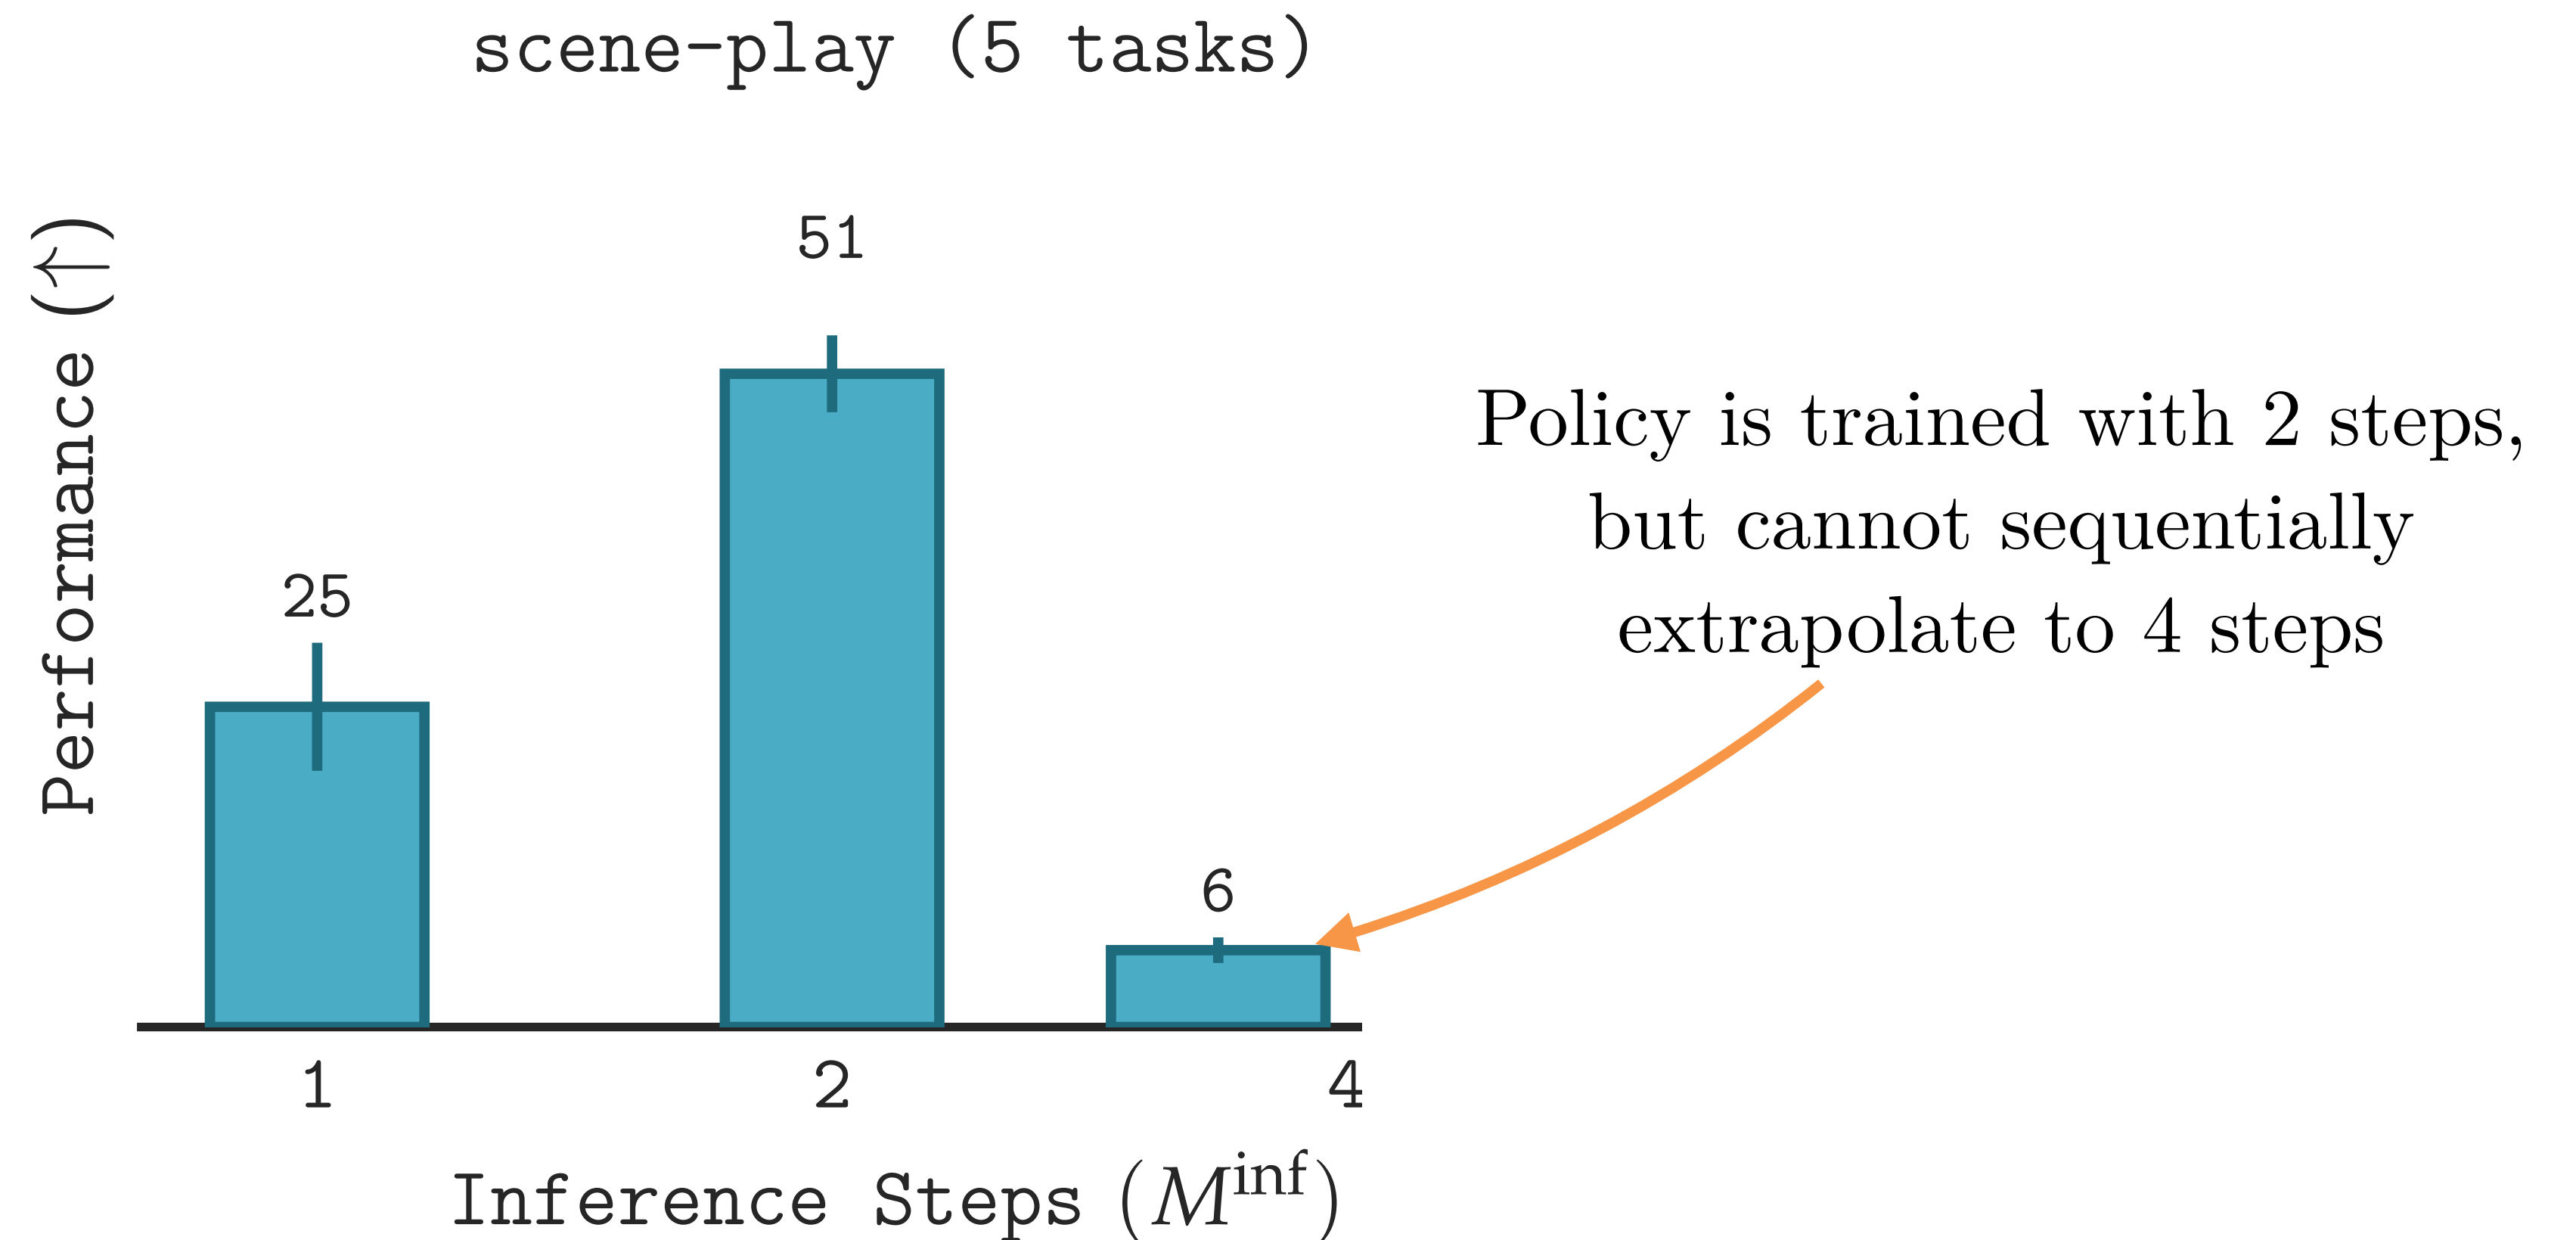 scene-play (5 tasks)
Performance (↑)
51
25
6
Policy is trained with 2 steps,
but cannot sequentially
extrapolate to 4 steps
1 2 4
Inference Steps (M^inf)